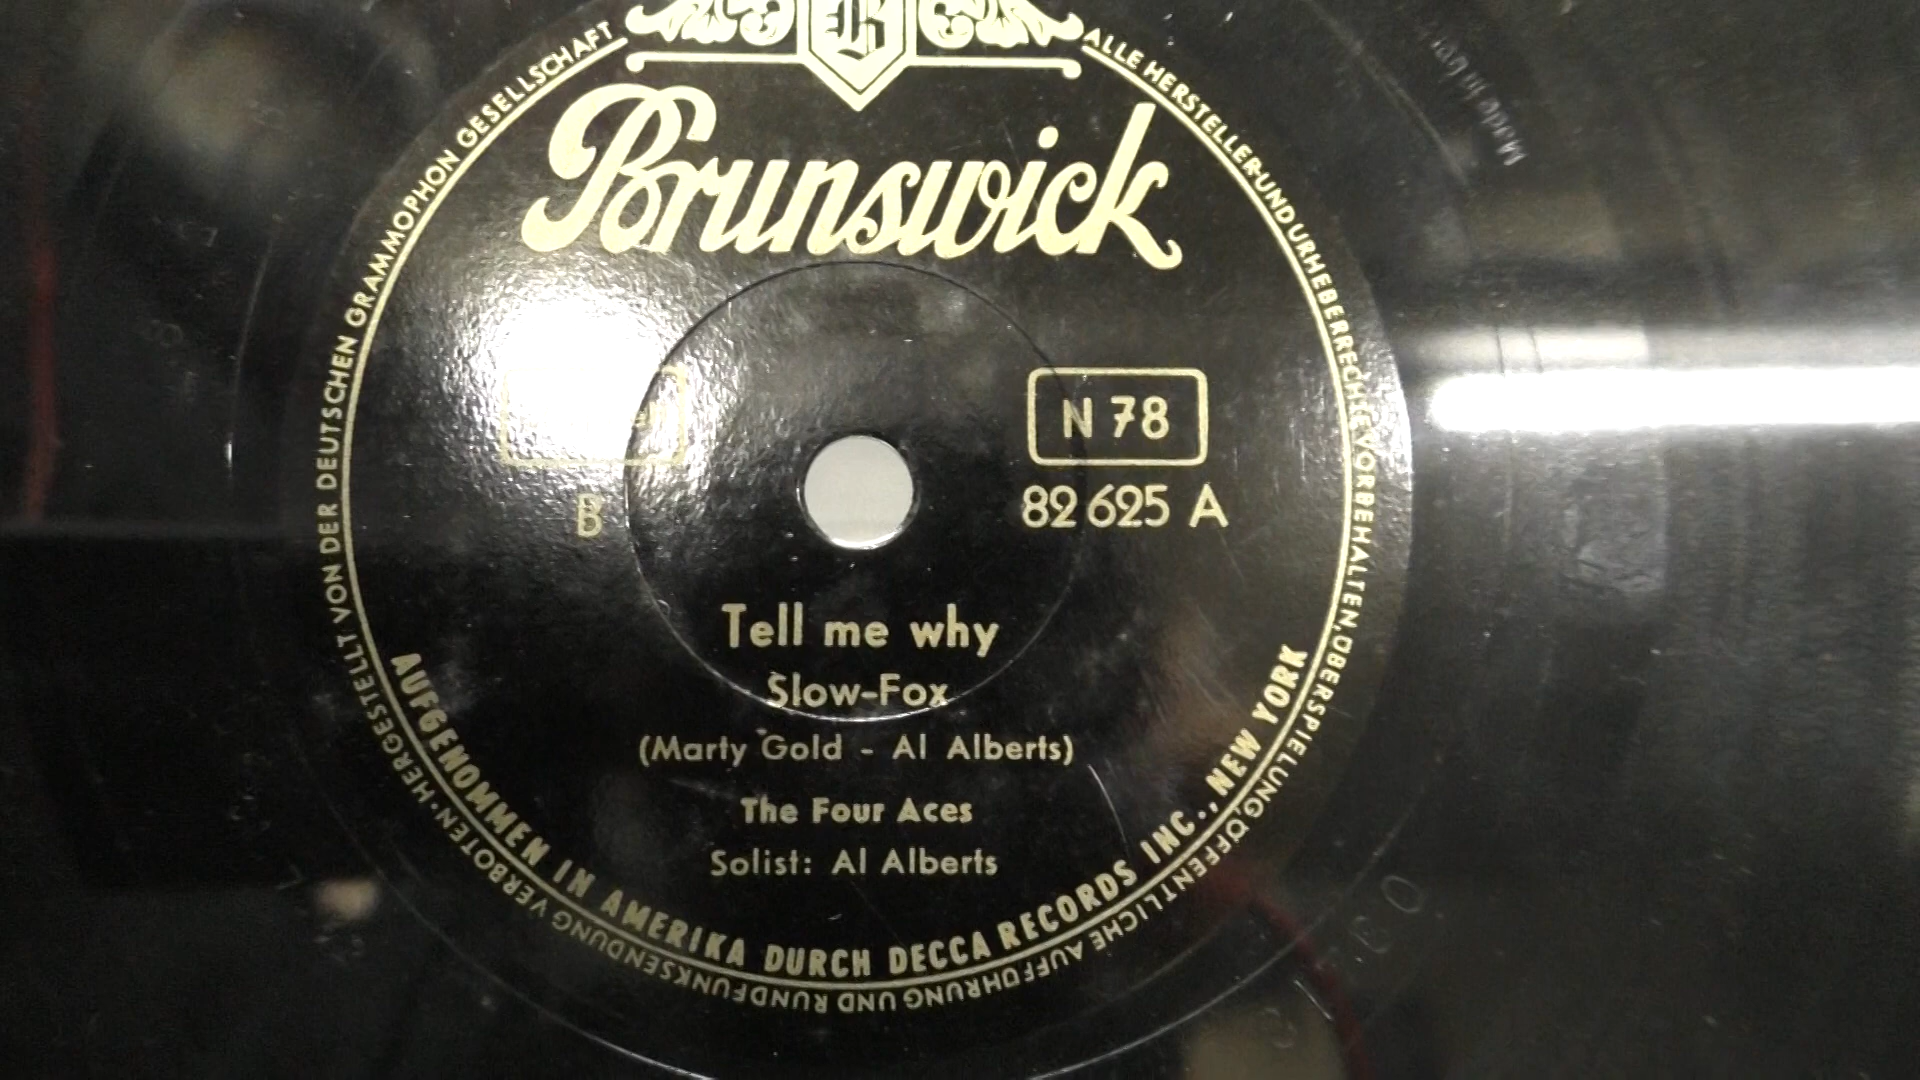 B
Brunswick
N 78
B
82 625 A
Tell me why
Slow-Fox
(Marty Gold - Al Alberts)
The Four Aces
Solist: Al Alberts
AUFGENOMMEN IN AMERIKA DURCH DECCA RECORDS INC., NEW YORK
ALLE HERSTELLER-UND URHEBERRECHTE VORBEHALTEN, ÜBERSPIELUNG, ÖFFENTLICHE AUFFÜHRUNG UND RUNDFUNKSENDUNG VERBOTEN · HERGESTELLT VON DER DEUTSCHEN GRAMMOPHON GESELLSCHAFT
Made in